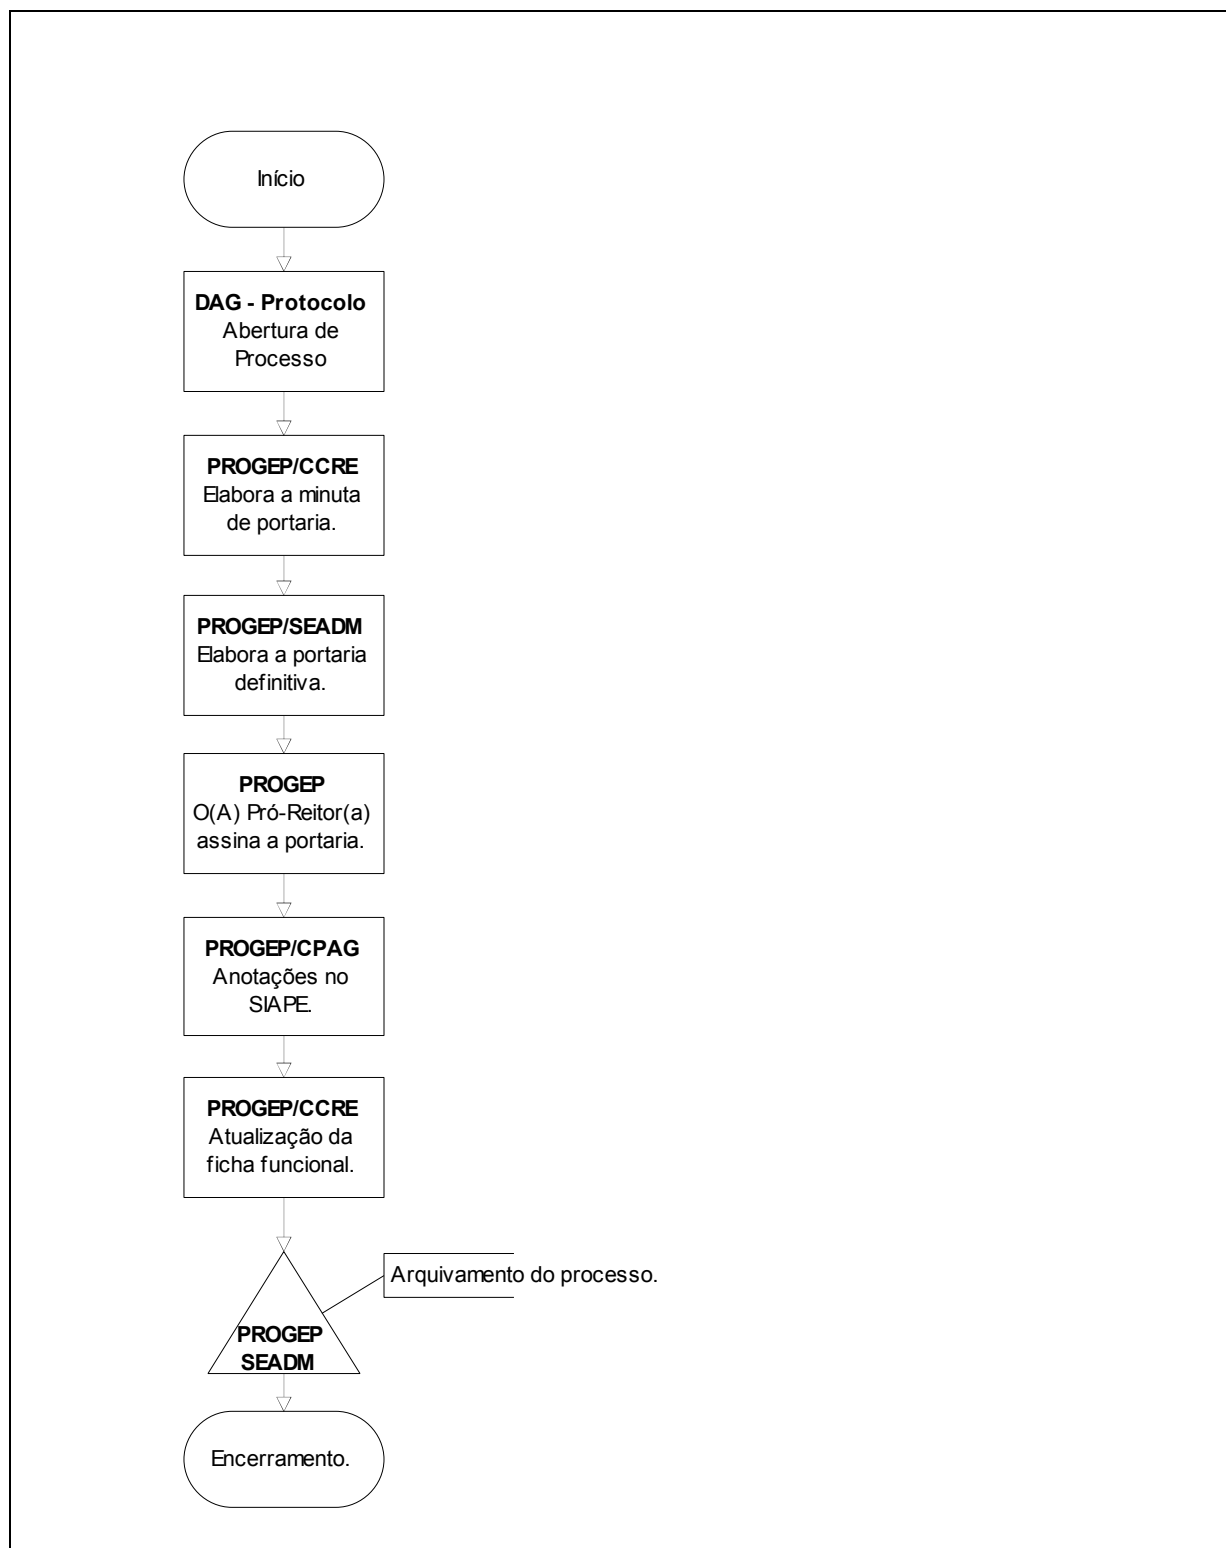 Início
DAG - Protocolo
Abertura de
Processo
PROGEP/CCRE
Elabora a minuta
de portaria.
PROGEP/SEADM
Elabora a portaria
definitiva.
PROGEP
O(A) Pró-Reitor(a)
assina a portaria.
PROGEP/CPAG
Anotações no
SIAPE.
PROGEP/CCRE
Atualização da
ficha funcional.
Arquivamento do processo.
PROGEP
SEADM
Encerramento.